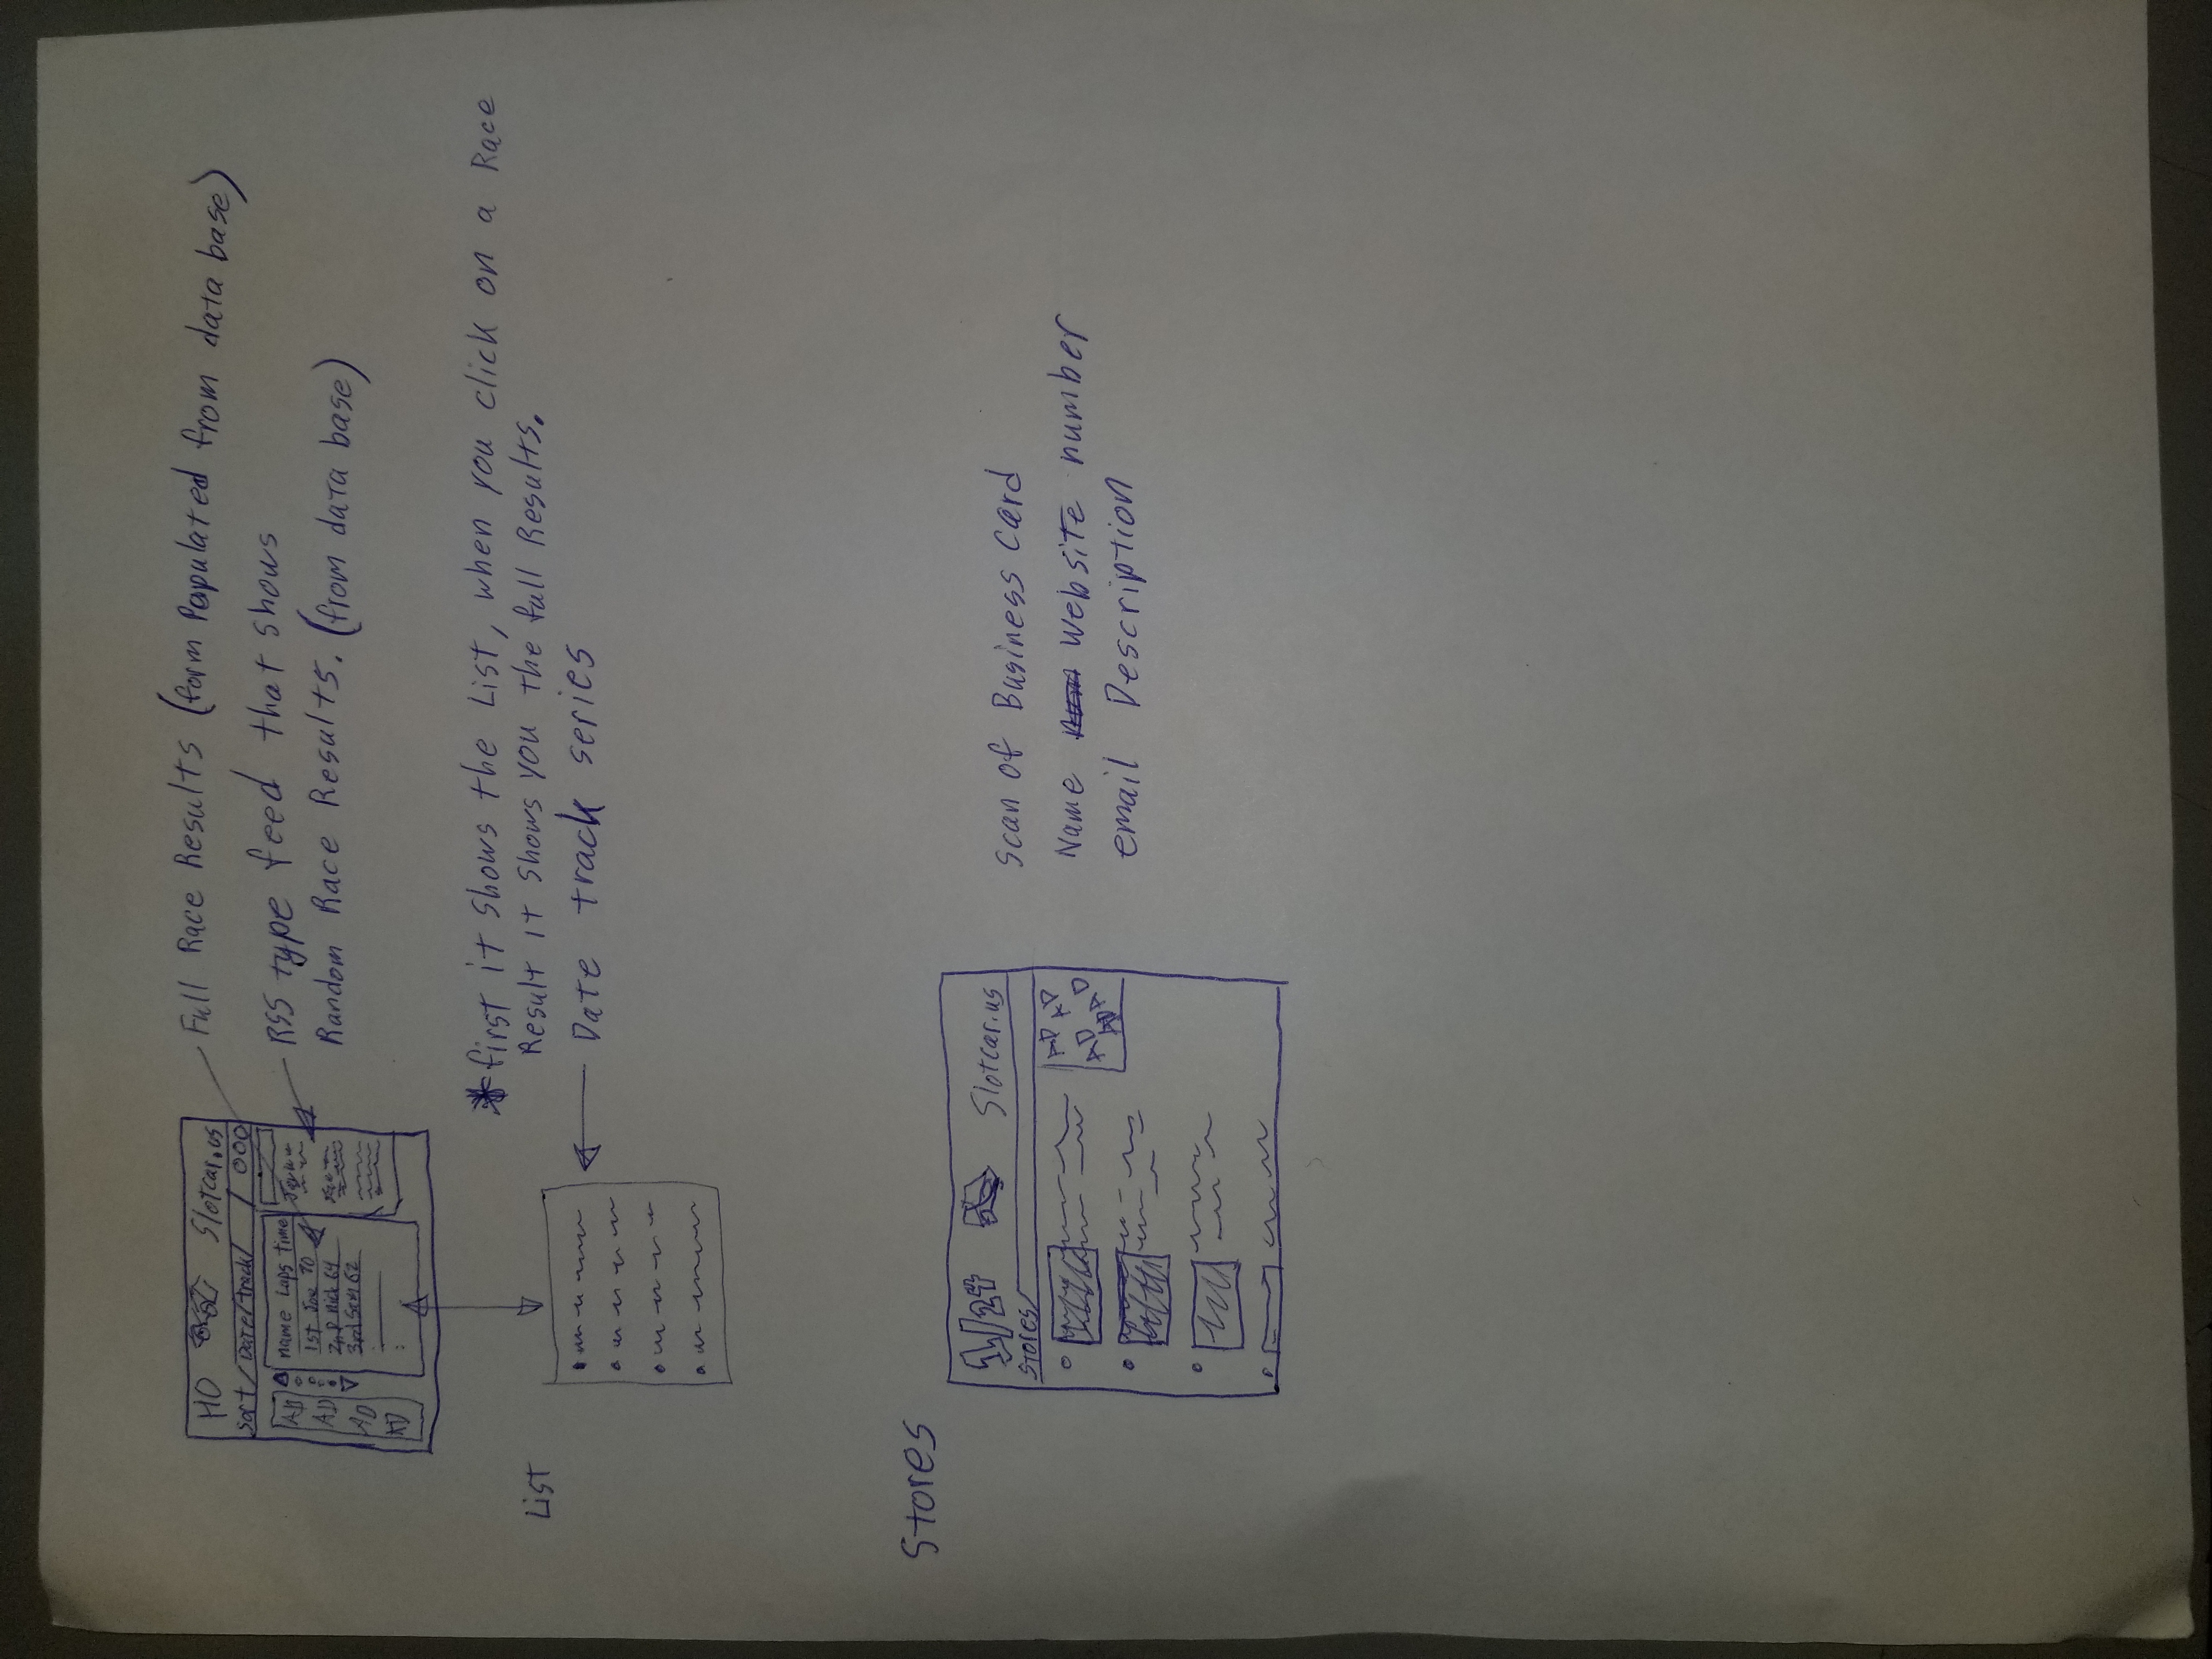 HO Slotcar.us
Sort/Date/track/ / 000
AD
AD
AD
AD
name Laps Time
1st Joe 70
2nd Nick 64
3rd Sam 62
Full Race Results (form Populated from data base)
RSS type feed that shows
Random Race Results. (from data base)
*first it shows the List, when you click on a Race
Result it shows you the full Results.
List
Date track series
Stores
1/24 Slotcar.us
Stores/
AD AD
AD AD
AD
Scan of Business Card
Name Website number
email Description